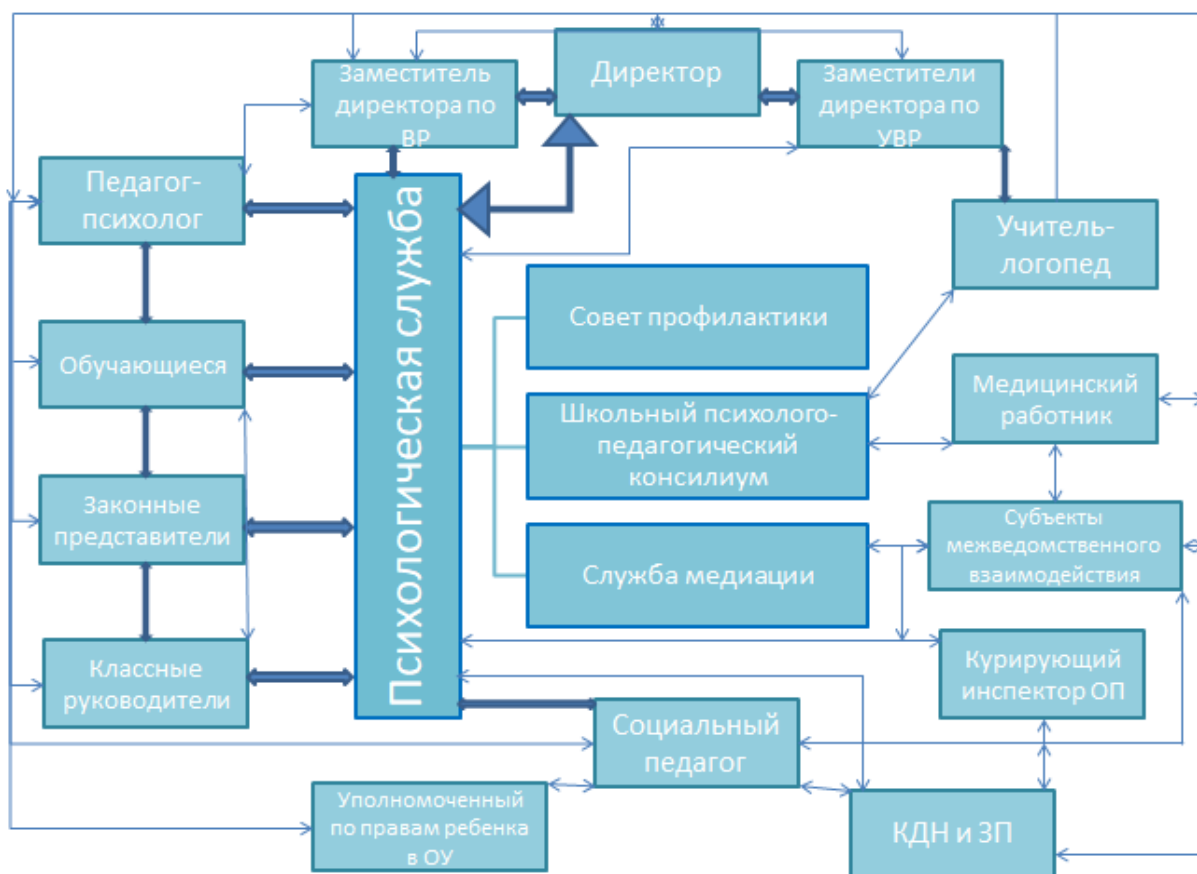 Директор
Заместитель
директора по
ВР
Заместители
директора по
УВР
Педагог-
психолог
Психологическая служба
Учитель-
логопед
Совет профилактики
Обучающиеся
Медицинский
работник
Школьный психолого-
педагогический
консилиум
Законные
представители
Субъекты
межведомственного
взаимодействия
Служба медиации
Классные
руководители
Курирующий
инспектор ОП
Социальный
педагог
Уполномоченный
по правам ребенка
в ОУ
КДН и ЗП